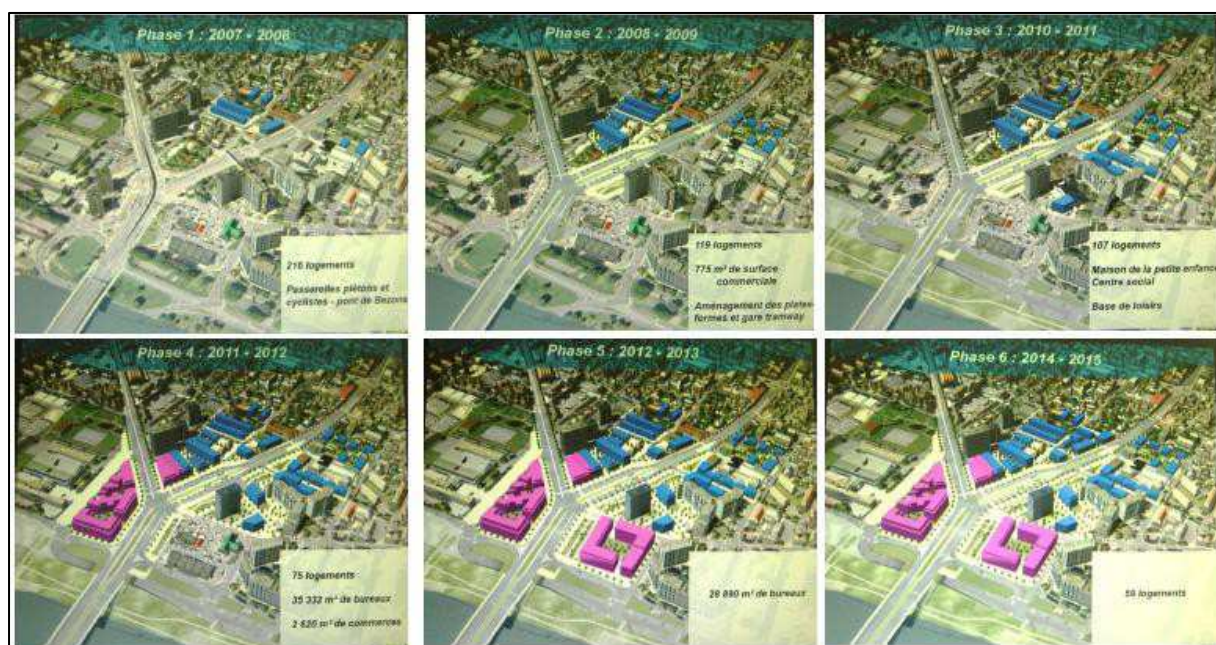 Phase 1 : 2007 - 2008
216 logements
Passerelles piétons et
cyclistes - pont de Bezons
Phase 2 : 2008 - 2009
119 logements
775 m² de surface
commerciale
Aménagement des plates-
formes et gare tramway
Phase 3 : 2010 - 2011
107 logements
Maison de la petite enfance
Centre social
Base de loisirs
Phase 4 : 2011 - 2012
75 logements
35 332 m² de bureaux
2 620 m² de commerces
Phase 5 : 2012 - 2013
28 890 m² de bureaux
Phase 6 : 2014 - 2015
59 logements